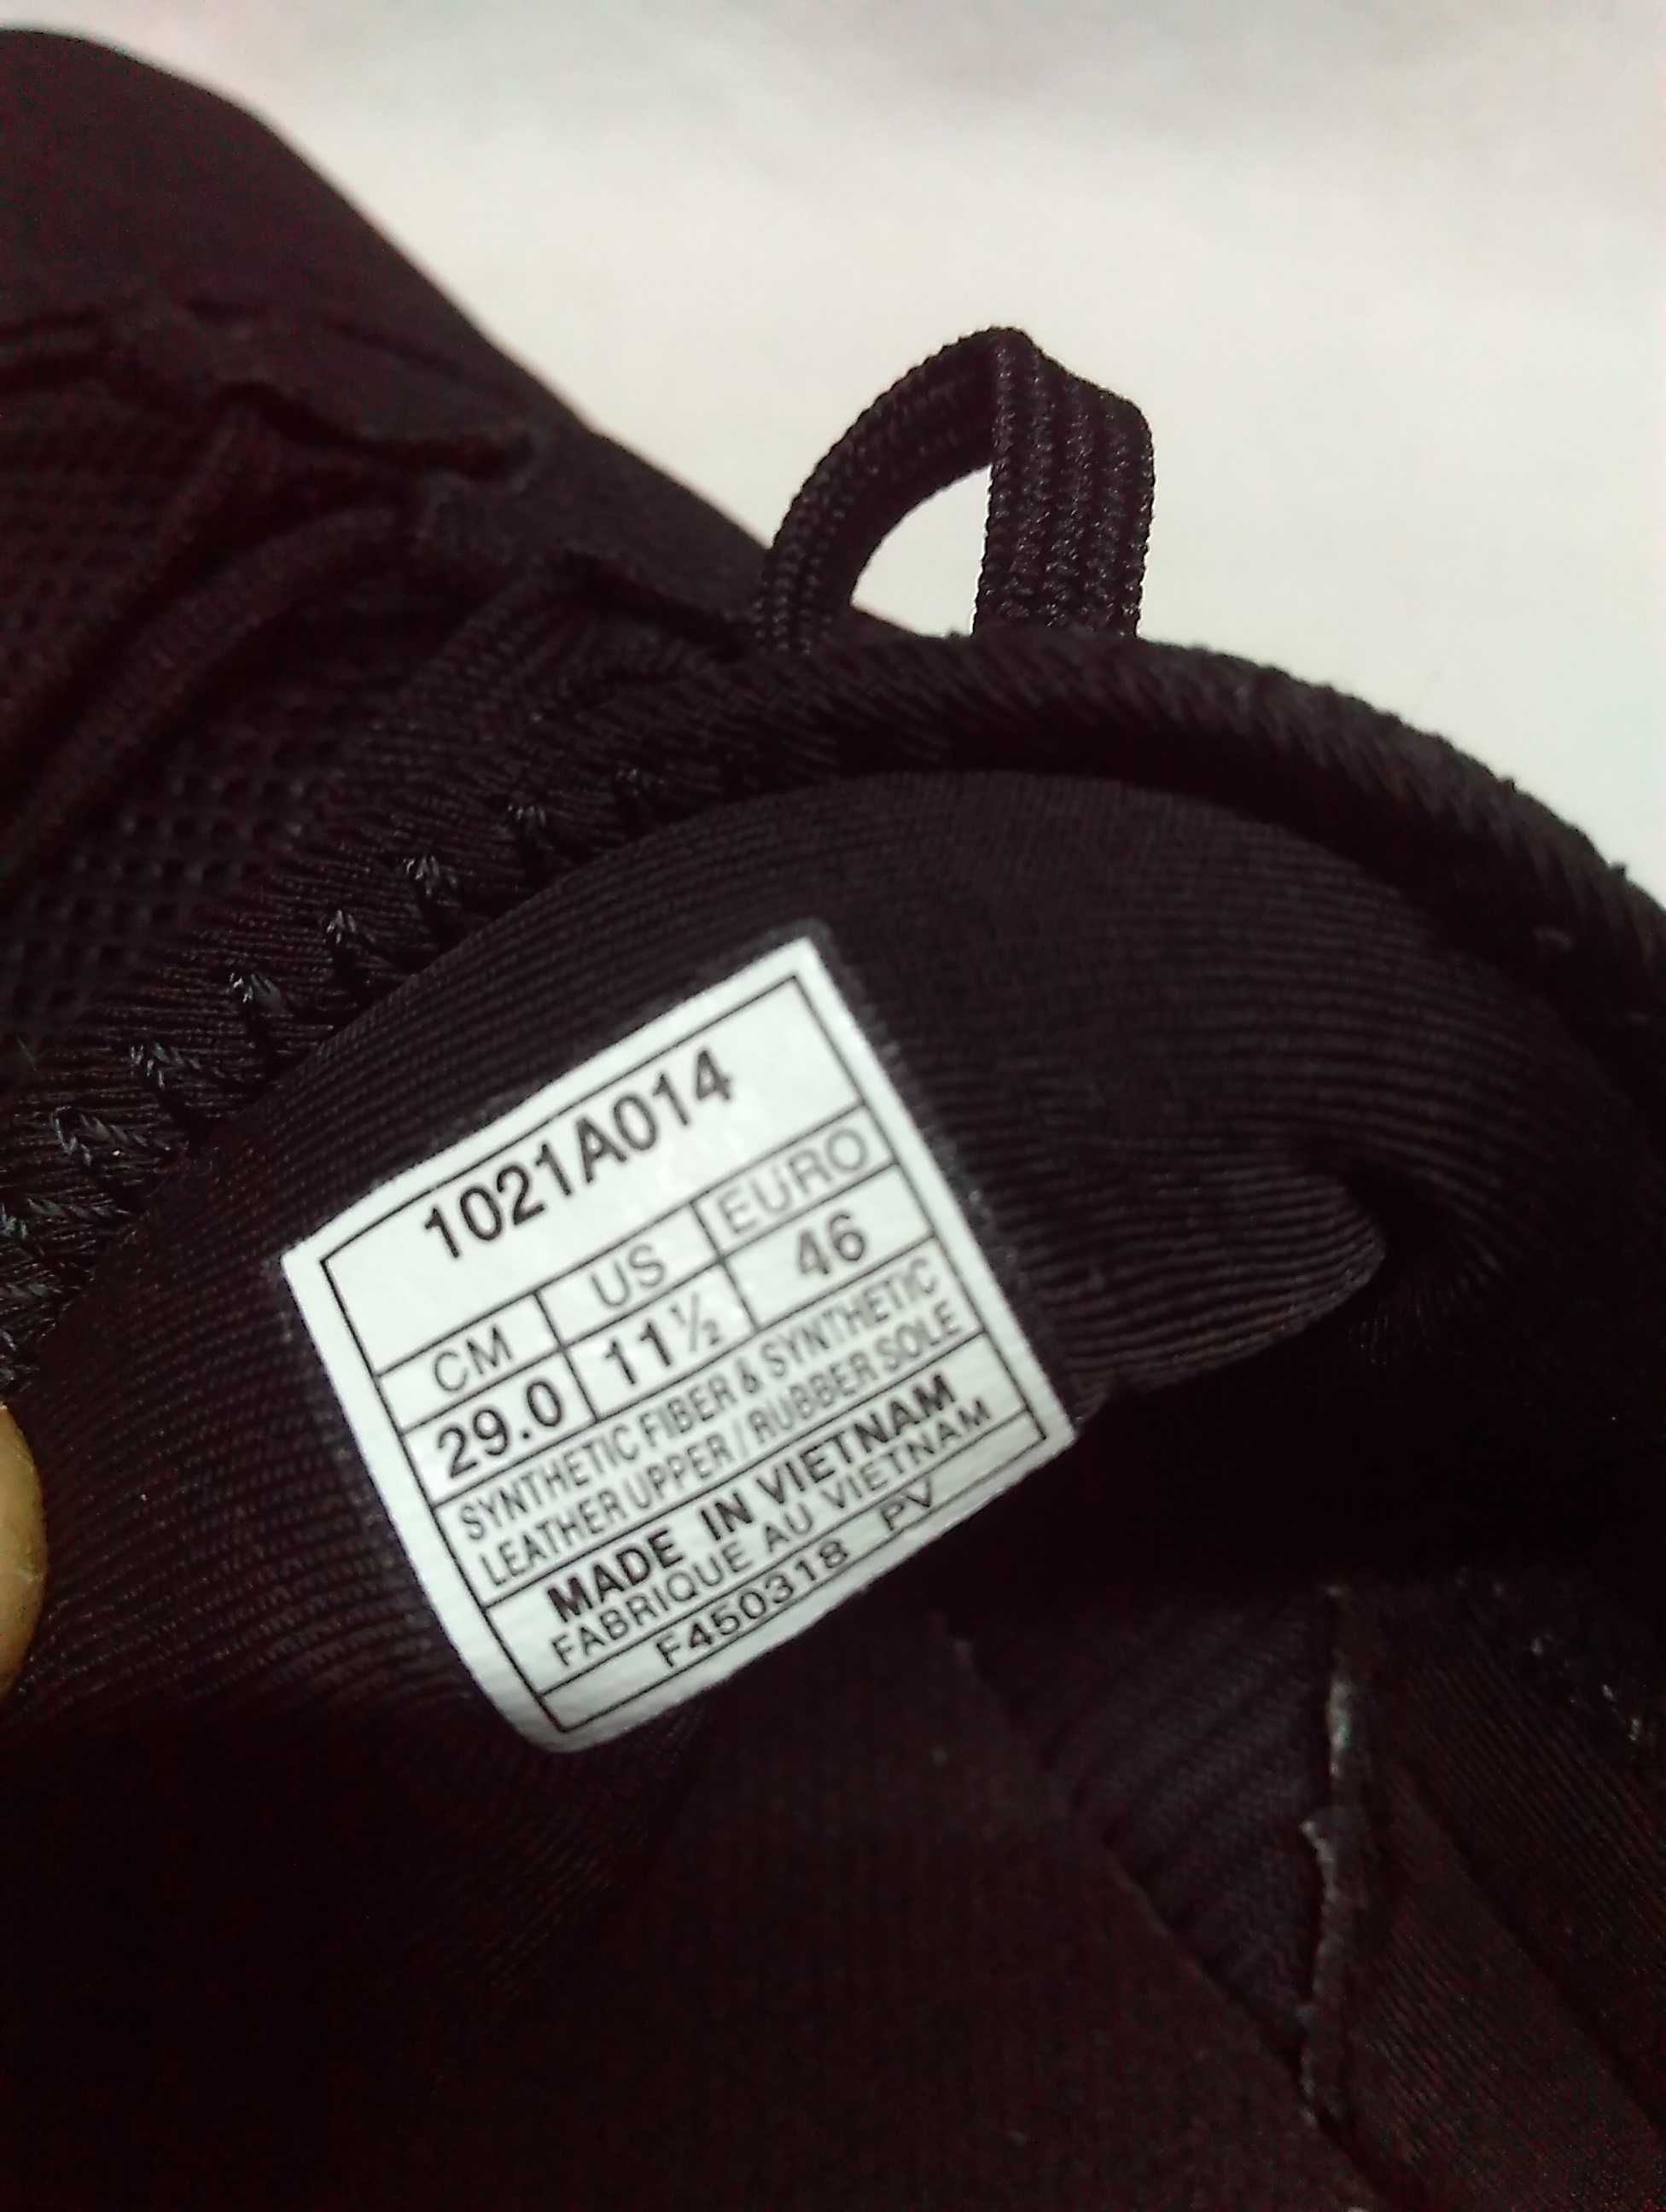 1021A014
CM US EURO
29.0 11½ 46
SYNTHETIC FIBER & SYNTHETIC
LEATHER UPPER / RUBBER SOLE
MADE IN VIETNAM
FABRIQUE AU VIETNAM
F450318 PV